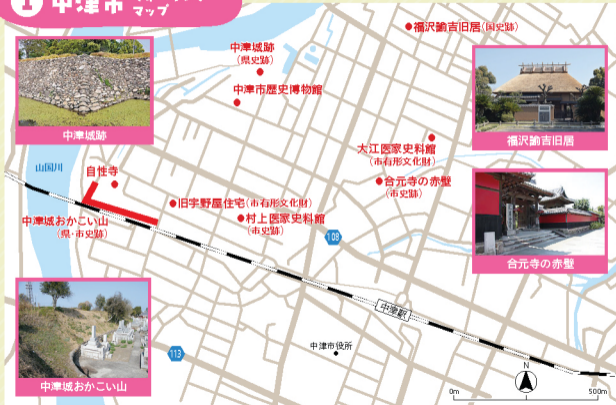 1 中津市
マップ
福沢諭吉旧居(国史跡)
中津城跡
(県史跡)
中津市歴史博物館
中津城跡
福沢諭吉旧居
大江医家史料館
(市有形文化財)
山国川
自性寺
合元寺の赤壁
(市史跡)
旧宇野屋住宅(市有形文化財)
中津城おかこい山
(県・市史跡)
村上医家史料館
(市史跡)
108
合元寺の赤壁
中津駅
中津市役所
113
中津城おかこい山
N
0m 500m